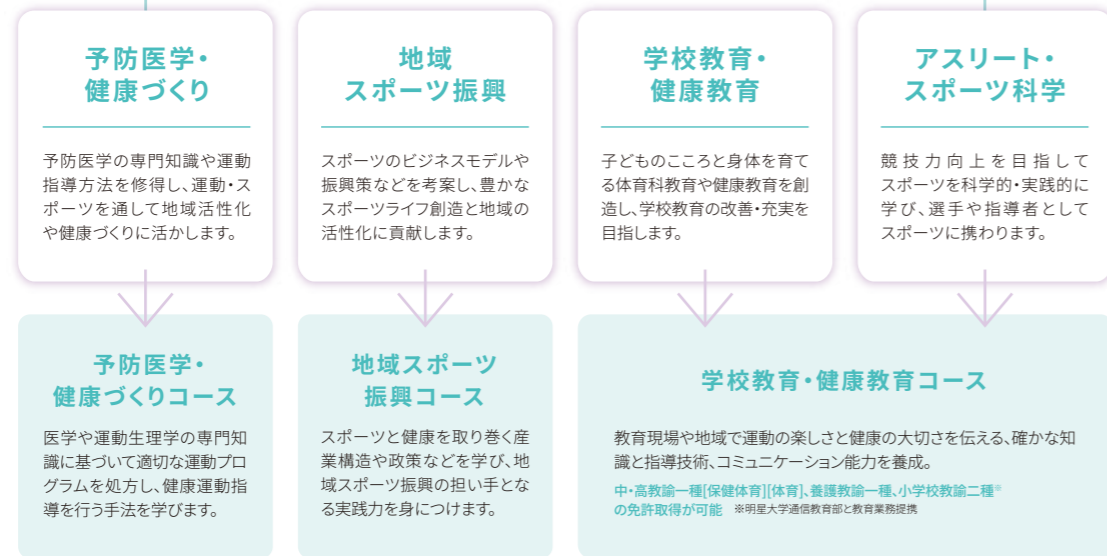 予防医学・
健康づくり
予防医学の専門知識や運動
指導方法を修得し、運動・ス
ポーツを通して地域活性化
や健康づくりに活かします。
地域
スポーツ振興
スポーツのビジネスモデルや
振興策などを考案し、豊かな
スポーツライフ創造と地域の
活性化に貢献します。
学校教育・
健康教育
子どものこころと身体を育て
る体育科教育や健康教育を創
造し、学校教育の改善・充実を
目指します。
アスリート・
スポーツ科学
競技力向上を目指して
スポーツを科学的・実践的に
学び、選手や指導者として
スポーツに携わります。
予防医学・
健康づくりコース
医学や運動生理学の専門知
識に基づいて適切な運動プロ
グラムを処方し、健康運動指
導を行う手法を学びます。
地域スポーツ
振興コース
スポーツと健康を取り巻く産
業構造や政策などを学び、地
域スポーツ振興の担い手とな
る実践力を身につけます。
学校教育・健康教育コース
教育現場や地域で運動の楽しさと健康の大切さを伝える、確かな知
識と指導技術、コミュニケーション能力を養成。
中・高教諭一種[保健体育][体育]、養護教諭一種、小学校教諭二種※
の免許取得が可能 ※明星大学通信教育部と教育業務提携